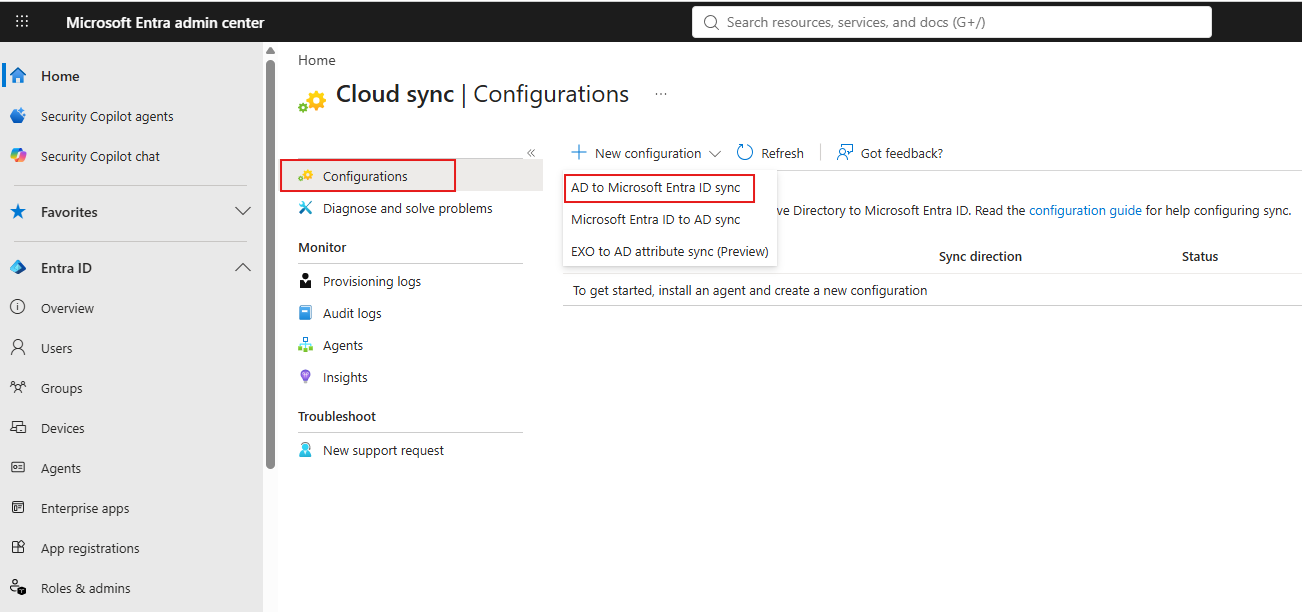 Microsoft Entra admin center
Search resources, services, and docs (G+/)
Home
Security Copilot agents
Security Copilot chat
Favorites
Entra ID
Overview
Users
Groups
Devices
Agents
Enterprise apps
App registrations
Roles & admins
Home
Cloud sync | Configurations ...
«
Configurations
Diagnose and solve problems
Monitor
Provisioning logs
Audit logs
Agents
Insights
Troubleshoot
New support request
+ New configuration Refresh Got feedback?
AD to Microsoft Entra ID sync
Microsoft Entra ID to AD sync
EXO to AD attribute sync (Preview)
ve Directory to Microsoft Entra ID. Read the configuration guide for help configuring sync.
Sync direction Status
To get started, install an agent and create a new configuration